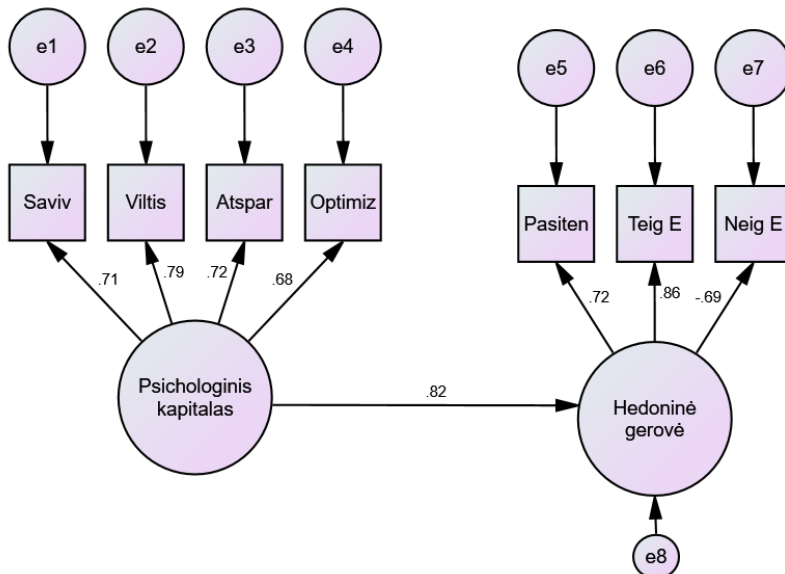 e1
e2
e3
e4
e5
e6
e7
Saviv
Viltis
Atspar
Optimiz
Pasiten
Teig E
Neig E
.71
.79
.72
.68
.72
.86
-.69
Psichologinis
kapitalas
.82
Hedoninė
gerovė
e8